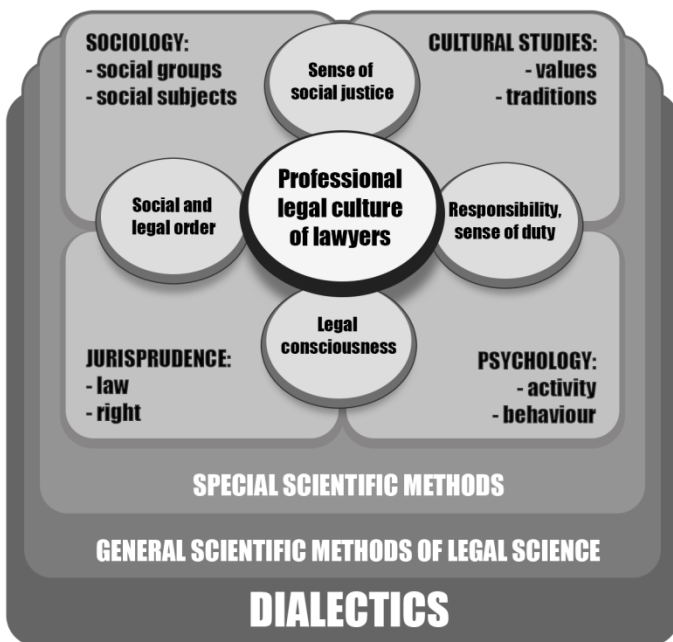 SOCIOLOGY:
- social groups
- social subjects
Sense of
social justice
CULTURAL STUDIES:
- values
- traditions
Social and
legal order
Professional
legal culture
of lawyers
Responsibility,
sense of duty
Legal
consciousness
JURISPRUDENCE:
- law
- right
PSYCHOLOGY:
- activity
- behaviour
SPECIAL SCIENTIFIC METHODS
GENERAL SCIENTIFIC METHODS OF LEGAL SCIENCE
DIALECTICS